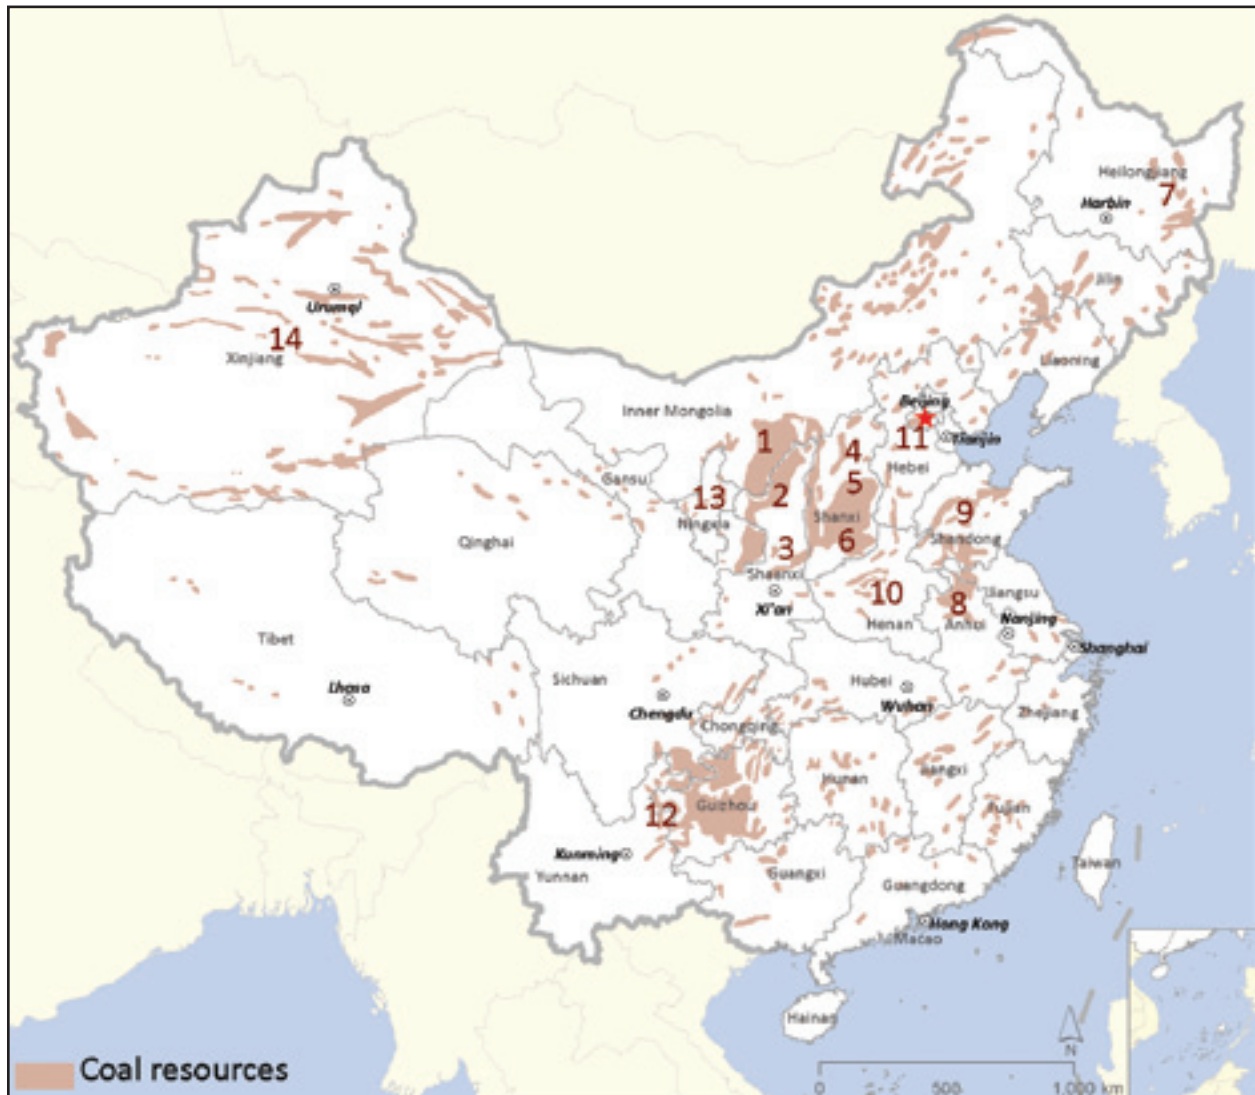 Heilongjiang
7
Harbin
Jilin
Urumqi
14
Xinjiang
Liaoning
Beijing
Inner Mongolia
11
Tianjin
1
4
Hebei
Gansu
5
2
13
9
Ningxia
Shanxi
Shandong
Qinghai
6
3
Shaanxi
10
Jiangsu
8
Xi'an
Henan
Anhui
Nanjing
Tibet
Shanghai
Sichuan
Hubei
Lhasa
Chengdu
Wuhan
Zhejiang
Chongqing
Hunan
Jiangxi
Guizhou
Fujian
12
Kunming
Taiwan
Yunnan
Guangxi
Guangdong
Hong Kong
Macao
Hainan
N
Coal resources
0 500 1,000 km